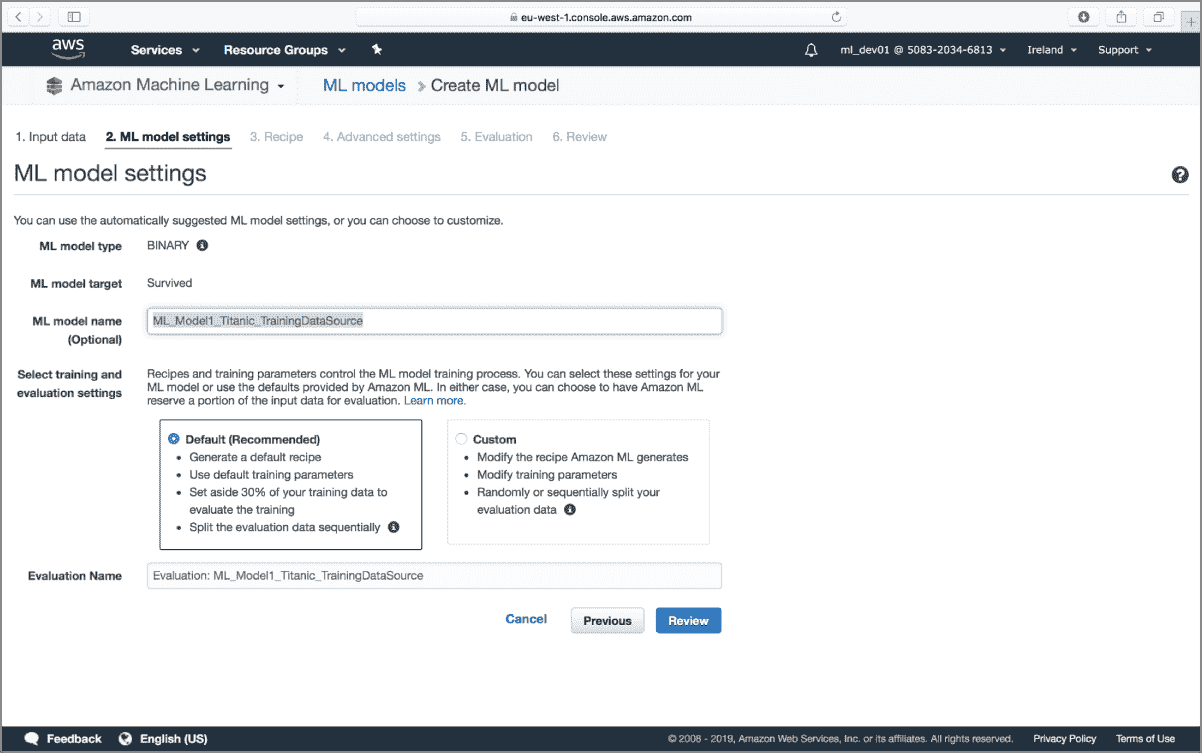 eu-west-1.console.aws.amazon.com
aws Services Resource Groups ml_dev01 @ 5083-2034-6813 Ireland Support
Amazon Machine Learning ML models Create ML model
1. Input data 2. ML model settings 3. Recipe 4. Advanced settings 5. Evaluation 6. Review
ML model settings
You can use the automatically suggested ML model settings, or you can choose to customize.
ML model type BINARY
ML model target Survived
ML model name ML_Model1_Titanic_TrainingDataSource
(Optional)
Select training and evaluation settings
Recipes and training parameters control the ML model training process. You can select these settings for your
ML model or use the defaults provided by Amazon ML. In either case, you can choose to have Amazon ML
reserve a portion of the input data for evaluation. Learn more.
Default (Recommended)
• Generate a default recipe
• Use default training parameters
• Set aside 30% of your training data to
evaluate the training
• Split the evaluation data sequentially
Custom
• Modify the recipe Amazon ML generates
• Modify training parameters
• Randomly or sequentially split your
evaluation data
Evaluation Name Evaluation: ML_Model1_Titanic_TrainingDataSource
Cancel Previous Review
Feedback English (US) © 2008 - 2019, Amazon Web Services, Inc. or its affiliates. All rights reserved. Privacy Policy Terms of Use